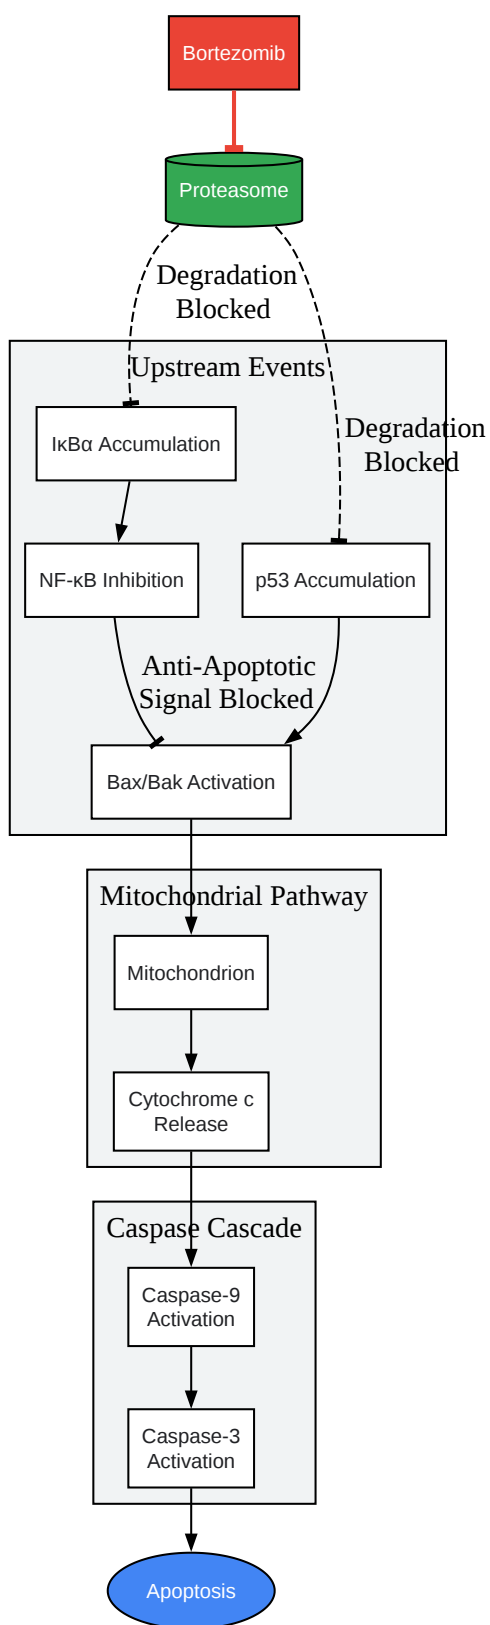 Bortezomib
Proteasome
Degradation
Blocked
Upstream Events
IκBα Accumulation
Degradation
Blocked
NF-κB Inhibition
p53 Accumulation
Anti-Apoptotic
Signal Blocked
Bax/Bak Activation
Mitochondrial Pathway
Mitochondrion
Cytochrome c
Release
Caspase Cascade
Caspase-9
Activation
Caspase-3
Activation
Apoptosis